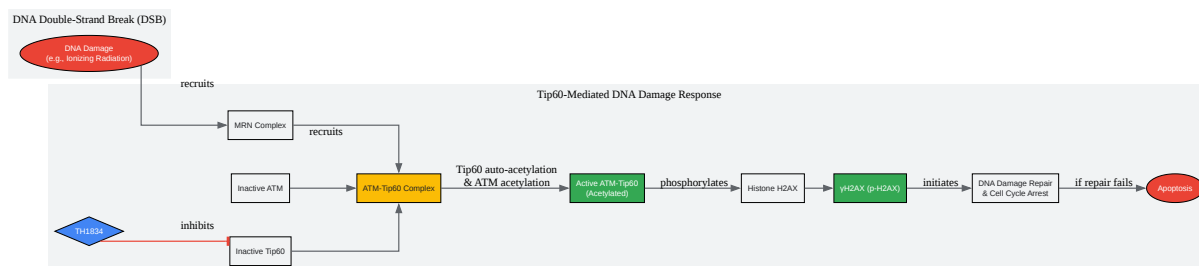 DNA Double-Strand Break (DSB)
DNA Damage
(e.g., Ionizing Radiation)
recruits
Tip60-Mediated DNA Damage Response
MRN Complex
recruits
Inactive ATM
ATM-Tip60 Complex
Tip60 auto-acetylation
& ATM acetylation
Active ATM-Tip60
(Acetylated)
phosphorylates
Histone H2AX
γH2AX (p-H2AX)
initiates
DNA Damage Repair
& Cell Cycle Arrest
if repair fails
Apoptosis
TH1834
inhibits
Inactive Tip60